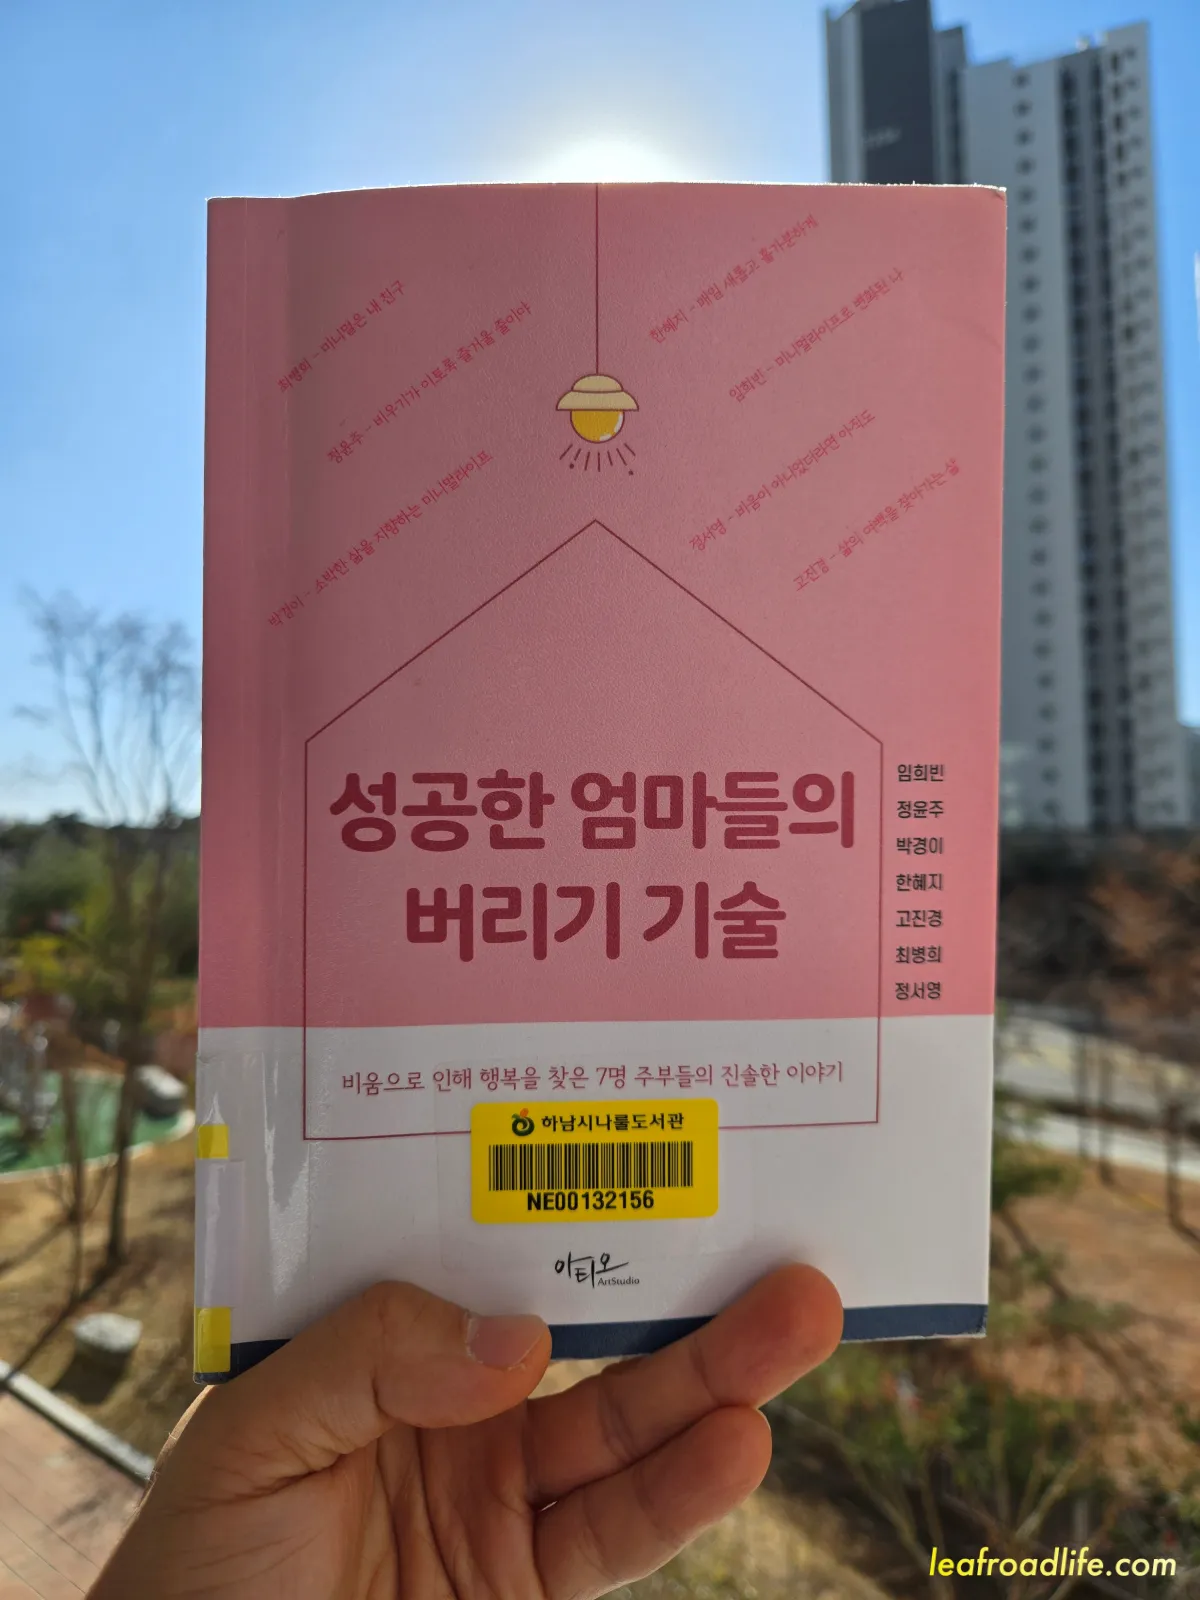 최병희 - 미니멀은 내 친구
정윤주 - 비우기가 이토록 즐거울 줄이야
박경이 - 소박한 삶을 지향하는 미니멀라이프
한혜지 - 매일 새롭고 홀가분하게
임희빈 - 미니멀라이프로 변화된 나
정서영 - 비움이 아니었더라면 아직도
고진경 - 삶의 여백을 찾아가는 삶
성공한 엄마들의
버리기 기술
임희빈
정윤주
박경이
한혜지
고진경
최병희
정서영
비움으로 인해 행복을 찾은 7명 주부들의 진솔한 이야기
하남시나룰도서관
NE00132156
아티오
ArtStudio
leafroadlife.com